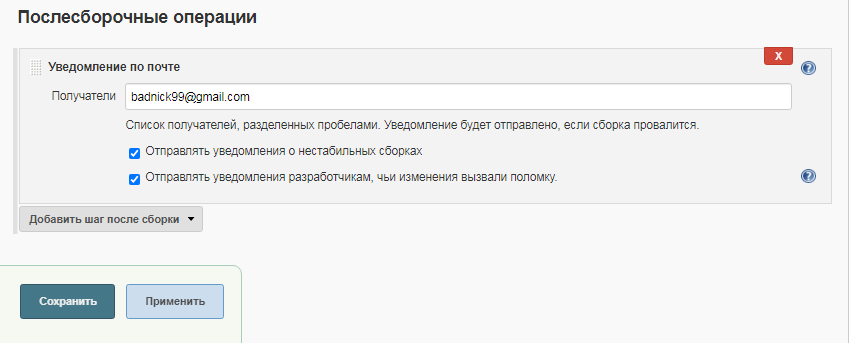 Послесборочные операции
X
Уведомление по почте
?
Получатели badnick99@gmail.com
Список получателей, разделенных пробелами. Уведомление будет отправлено, если сборка провалится.
Отправлять уведомления о нестабильных сборках
Отправлять уведомления разработчикам, чьи изменения вызвали поломку.
?
Добавить шаг после сборки
Сохранить Применить